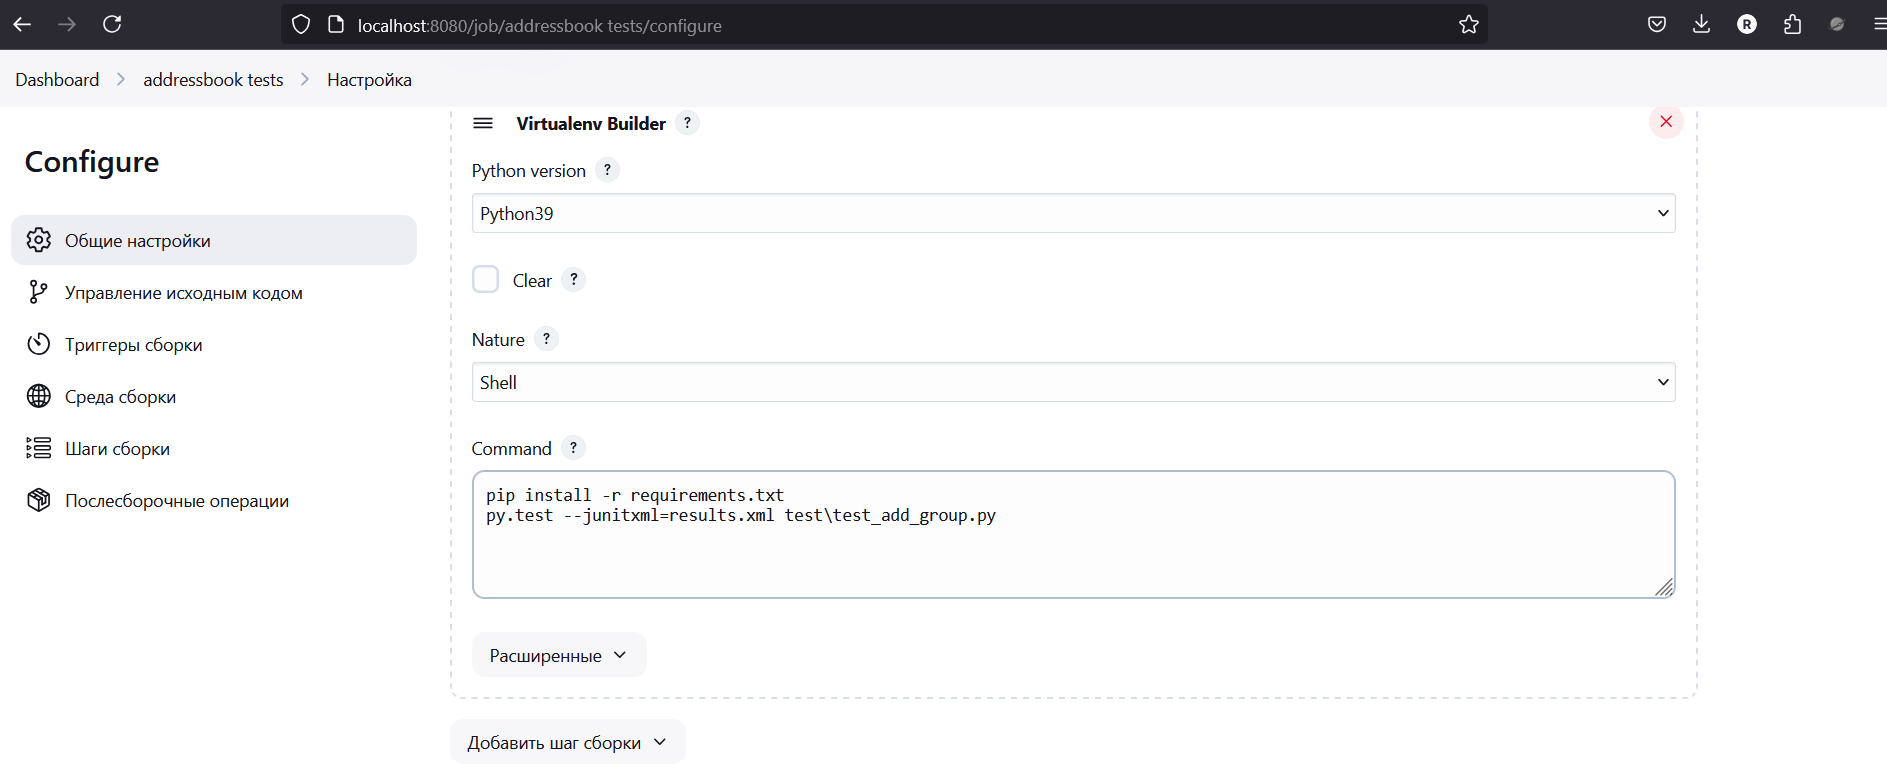 localhost:8080/job/addressbook tests/configure
R
Dashboard > addressbook tests > Настройка
Configure
Общие настройки
Управление исходным кодом
Триггеры сборки
Среда сборки
Шаги сборки
Послесборочные операции
Virtualenv Builder ?
Python version ?
Python39
Clear ?
Nature ?
Shell
Command ?
pip install -r requirements.txt
py.test --junitxml=results.xml test\test_add_group.py
Расширенные
Добавить шаг сборки